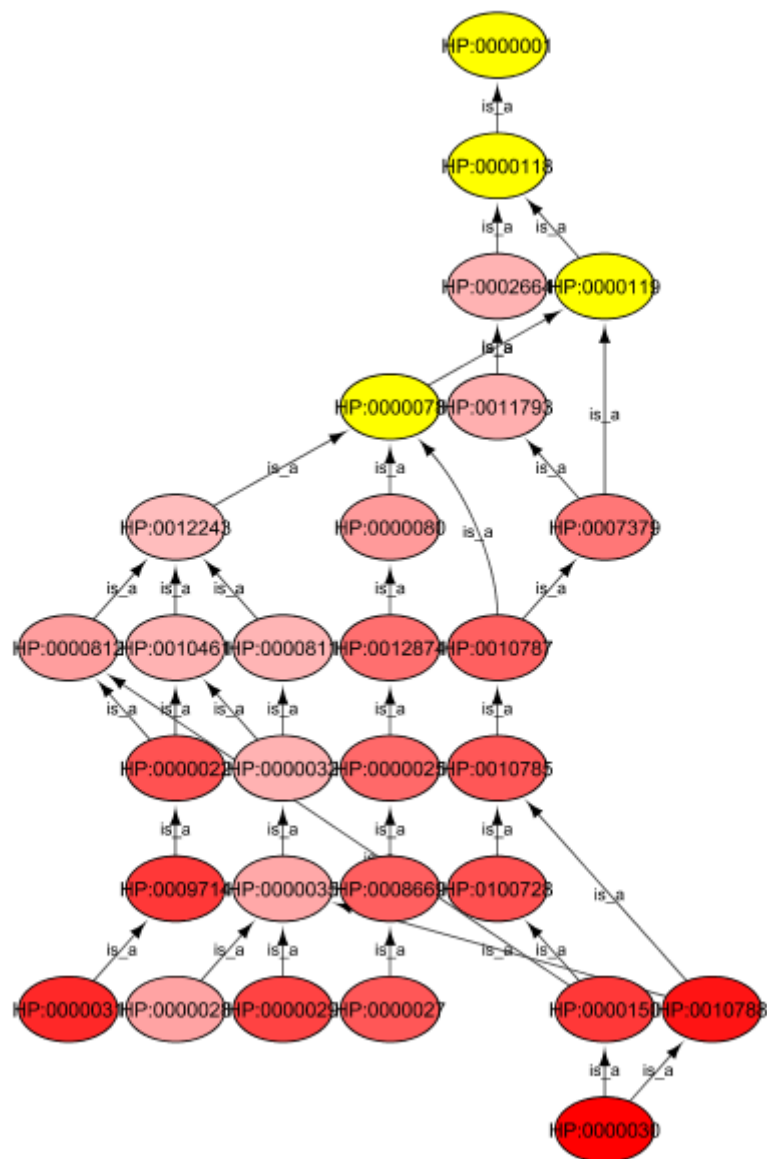 HP:0000001
is_a
HP:0000118
is_a
is_a
HP:0002664
HP:0000119
is_a
HP:0000078
HP:0011793
is_a
is_a
HP:0012243
HP:0000080
is_a
HP:0007379
is_a
is_a
is_a
is_a
is_a
HP:0000812
HP:0010461
HP:0000811
HP:0012874
HP:0010787
is_a
is_a
is_a
is_a
is_a
HP:0000022
HP:0000032
HP:0000025
HP:0010785
is_a
is_a
is_a
is_a
HP:0009714
HP:0000035
HP:0008669
HP:0100728
is_a
is_a
is_a
is_a
is_a
is_a
is_a
HP:0000031
HP:0000028
HP:0000029
HP:0000027
HP:0000150
HP:0010788
is_a
is_a
HP:0000030